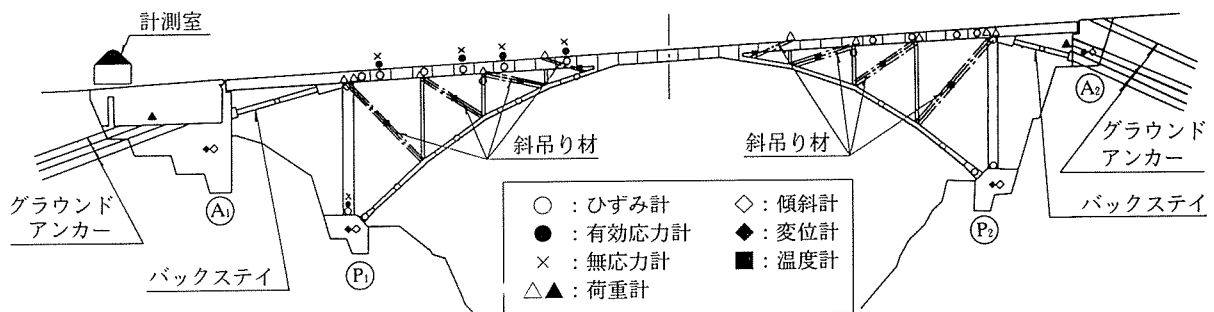 計測室
斜吊り材
斜吊り材
グラウンド
アンカー
グラウンド
アンカー
A1
A2
バックステイ
バックステイ
P1
P2
○ : ひずみ計
● : 有効応力計
× : 無応力計
△▲ : 荷重計
◇ : 傾斜計
◆ : 変位計
■ : 温度計